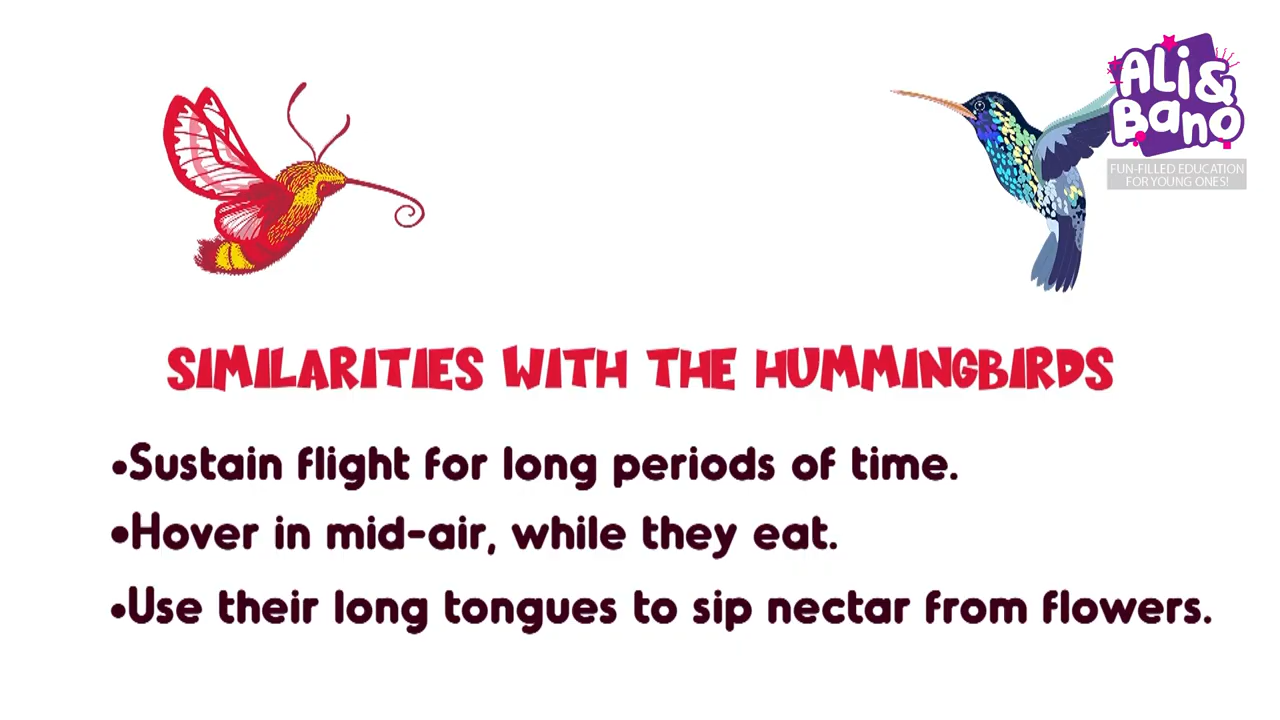 Ali &
Bano
FUN-FILLED EDUCATION
FOR YOUNG ONES!
SIMILARITIES WITH THE HUMMINGBIRDS
•Sustain flight for long periods of time.
•Hover in mid-air, while they eat.
•Use their long tongues to sip nectar from flowers.